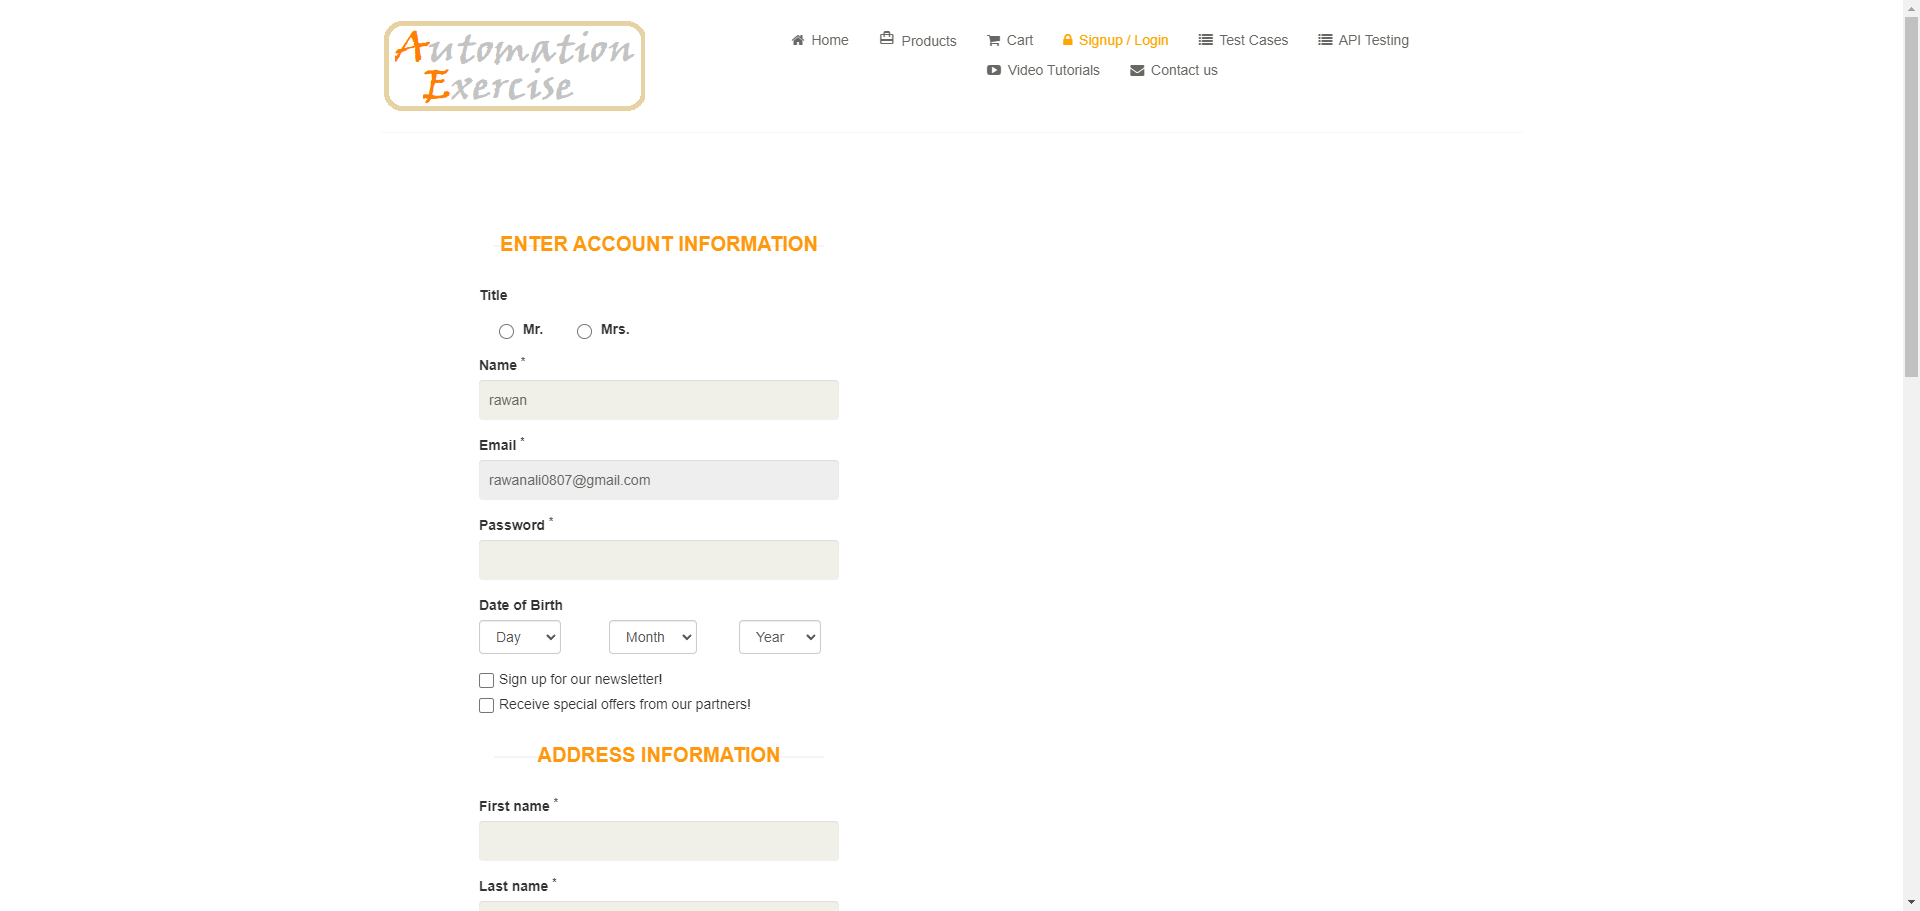 Automation
Exercise
Home Products Cart Signup / Login Test Cases API Testing
Video Tutorials Contact us
ENTER ACCOUNT INFORMATION
Title
Mr. Mrs.
Name *
rawan
Email *
rawanali0807@gmail.com
Password *
Date of Birth
Day Month Year
Sign up for our newsletter!
Receive special offers from our partners!
ADDRESS INFORMATION
First name *
Last name *